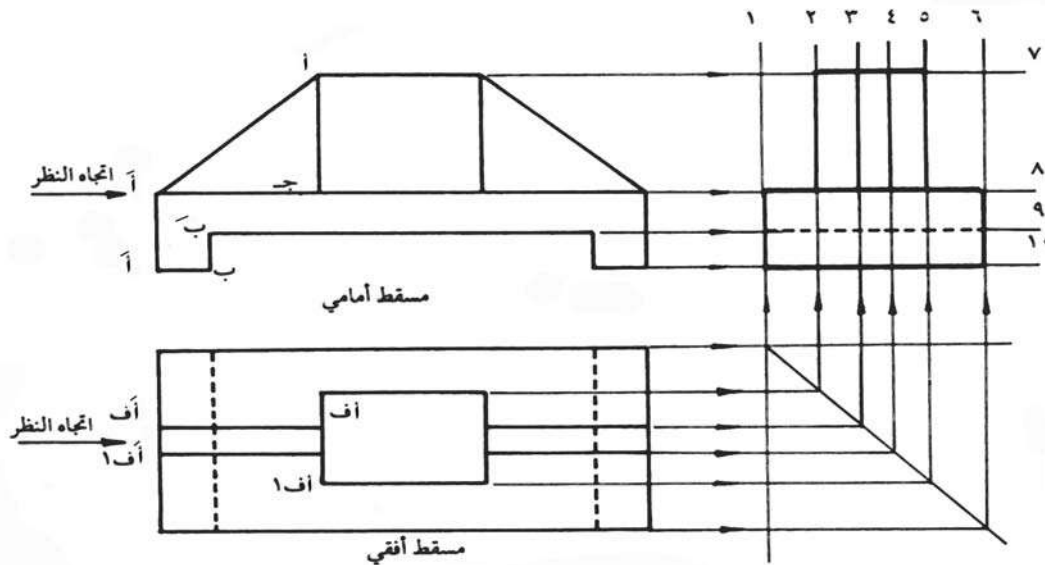 ١ ٢ ٣ ٤ ٥ ٦
٧
أ
اتجاه النظر
أَ
جـ
٨
بَ
٩
أَ
ب
١٠
مسقط أمامي
أَف
أف
اتجاه النظر
أَف١
أف١
مسقط أفقي